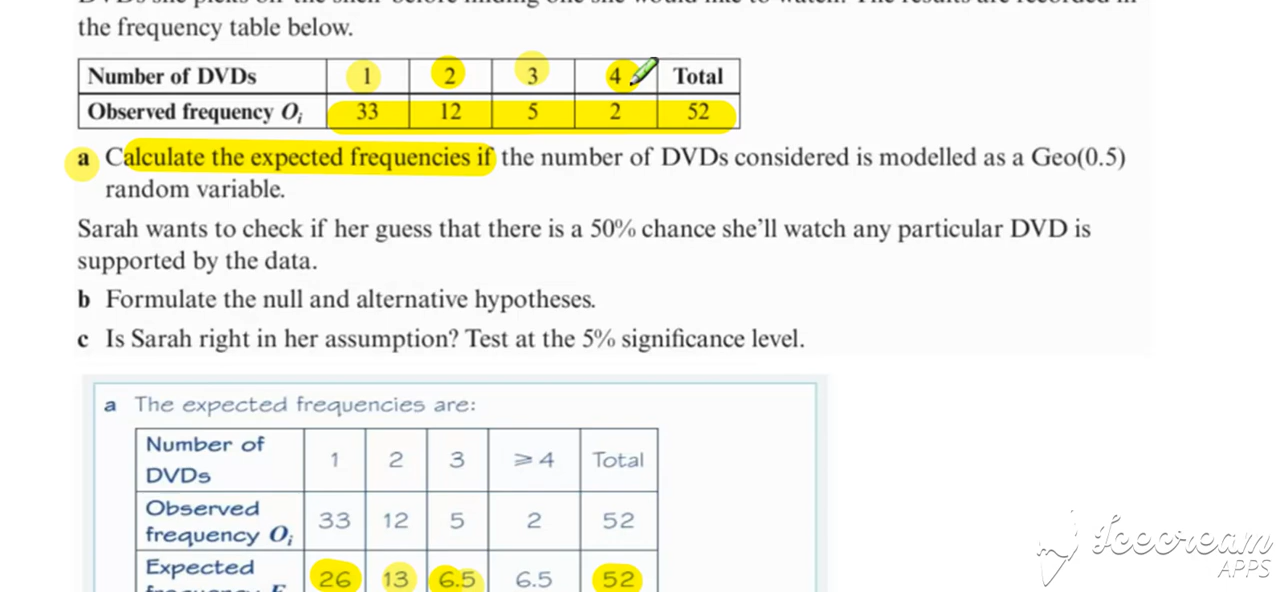 the frequency table below.
Number of DVDs 1 2 3 4 Total
Observed frequency Oi 33 12 5 2 52
a Calculate the expected frequencies if the number of DVDs considered is modelled as a Geo(0.5)
random variable.
Sarah wants to check if her guess that there is a 50% chance she’ll watch any particular DVD is
supported by the data.
b Formulate the null and alternative hypotheses.
c Is Sarah right in her assumption? Test at the 5% significance level.
a The expected frequencies are:
Number of
DVDs 1 2 3 ⩾ 4 Total
Observed
frequency Oi 33 12 5 2 52
Expected
26 13 6.5 6.5 52
Icecream
APPS